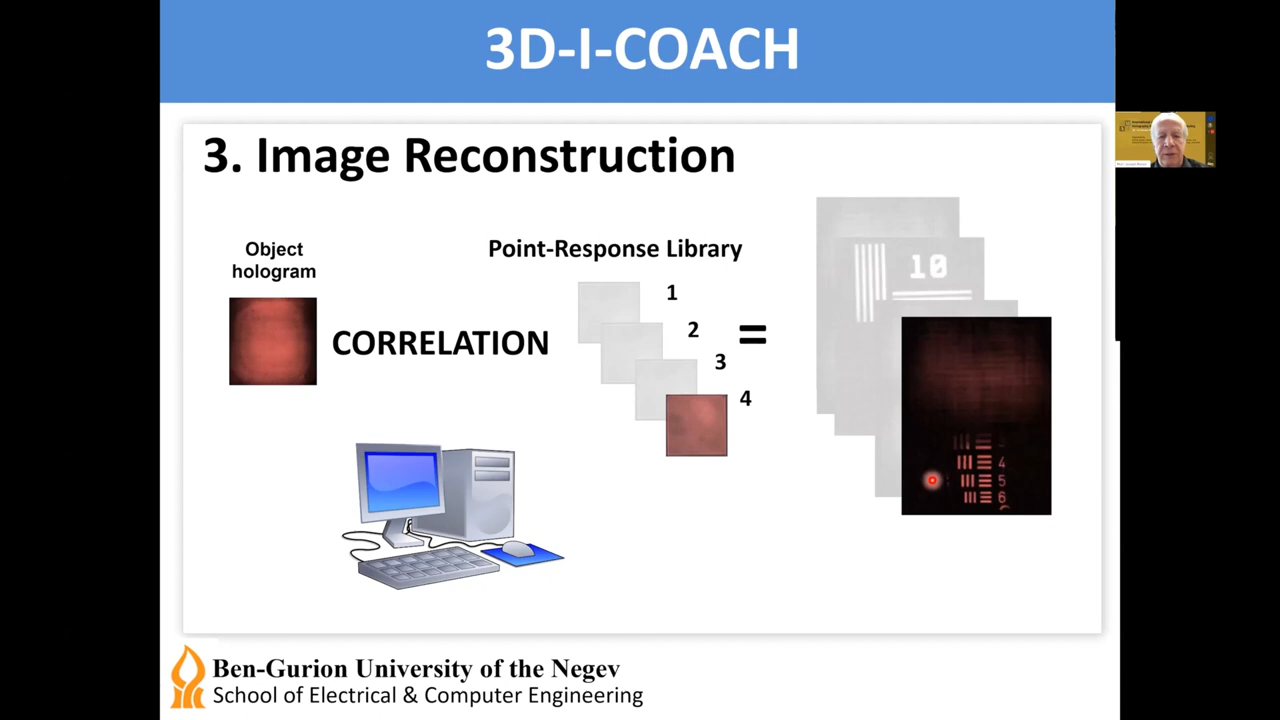 3D-I-COACH
3. Image Reconstruction
Object
hologram
CORRELATION
Point-Response Library
1
2
3
4
=
10
4
5
6
Ben-Gurion University of the Negev
School of Electrical & Computer Engineering